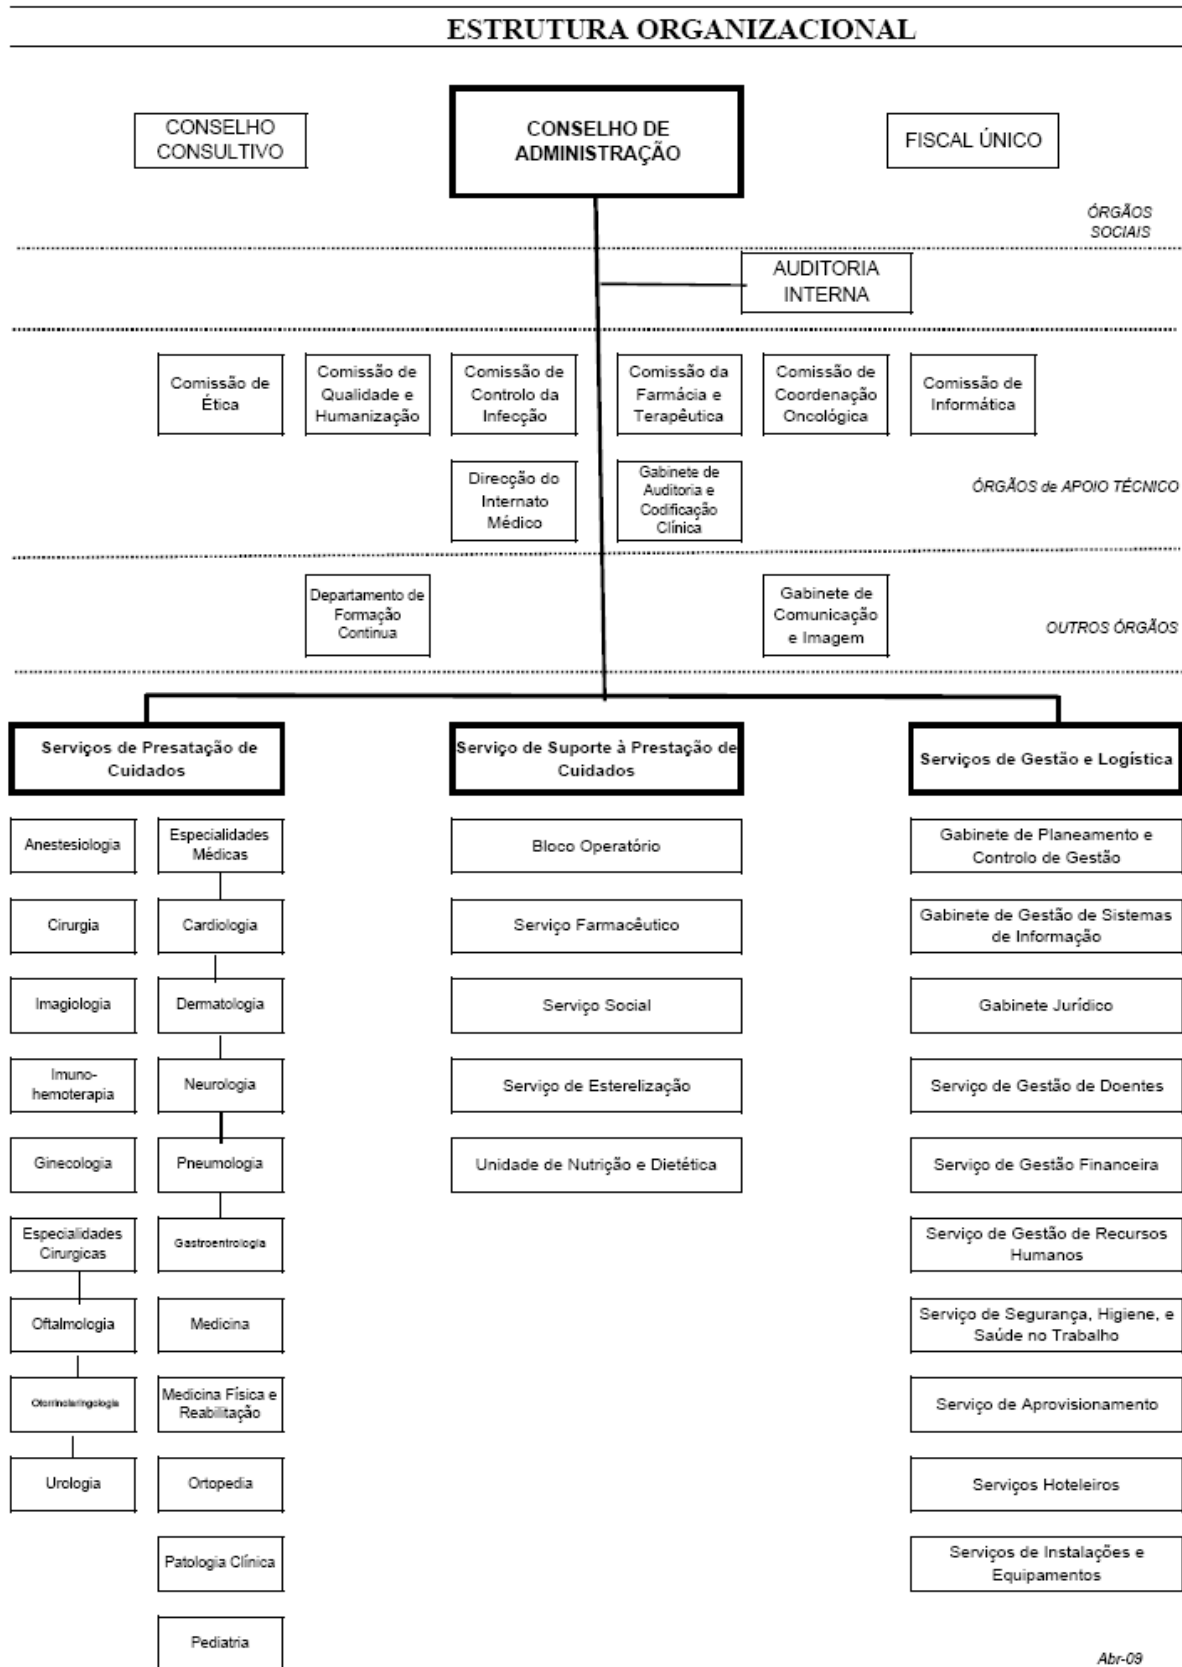 ESTRUTURA ORGANIZACIONAL
CONSELHO
CONSULTIVO
CONSELHO DE
ADMINISTRAÇÃO
FISCAL ÚNICO
ÓRGÃOS
SOCIAIS
AUDITORIA
INTERNA
Comissão de
Ética
Comissão de
Qualidade e
Humanização
Comissão de
Controlo da
Infecção
Comissão da
Farmácia e
Terapêutica
Comissão de
Coordenação
Oncológica
Comissão de
Informática
Direcção do
Internato
Médico
Gabinete de
Auditoria e
Codificação
Clínica
ÓRGÃOS de APOIO TÉCNICO
Departamento de
Formação
Continua
Gabinete de
Comunicação
e Imagem
OUTROS ÓRGÃOS
Serviços de Presatação de
Cuidados
Serviço de Suporte à Prestação de
Cuidados
Serviços de Gestão e Logística
Anestesiologia
Cirurgia
Imagiologia
Imuno-
hemoterapia
Ginecologia
Especialidades
Cirurgicas
Oftalmologia
Otorrinolaringologia
Urologia
Especialidades
Médicas
Cardiologia
Dermatologia
Neurologia
Pneumologia
Gastroentrologia
Medicina
Medicina Física e
Reabilitação
Ortopedia
Patologia Clínica
Pediatria
Bloco Operatório
Serviço Farmacêutico
Serviço Social
Serviço de Esterelização
Unidade de Nutrição e Dietética
Gabinete de Planeamento e
Controlo de Gestão
Gabinete de Gestão de Sistemas
de Informação
Gabinete Jurídico
Serviço de Gestão de Doentes
Serviço de Gestão Financeira
Serviço de Gestão de Recursos
Humanos
Serviço de Segurança, Higiene, e
Saúde no Trabalho
Serviço de Aprovisionamento
Serviços Hoteleiros
Serviços de Instalações e
Equipamentos
Abr-09